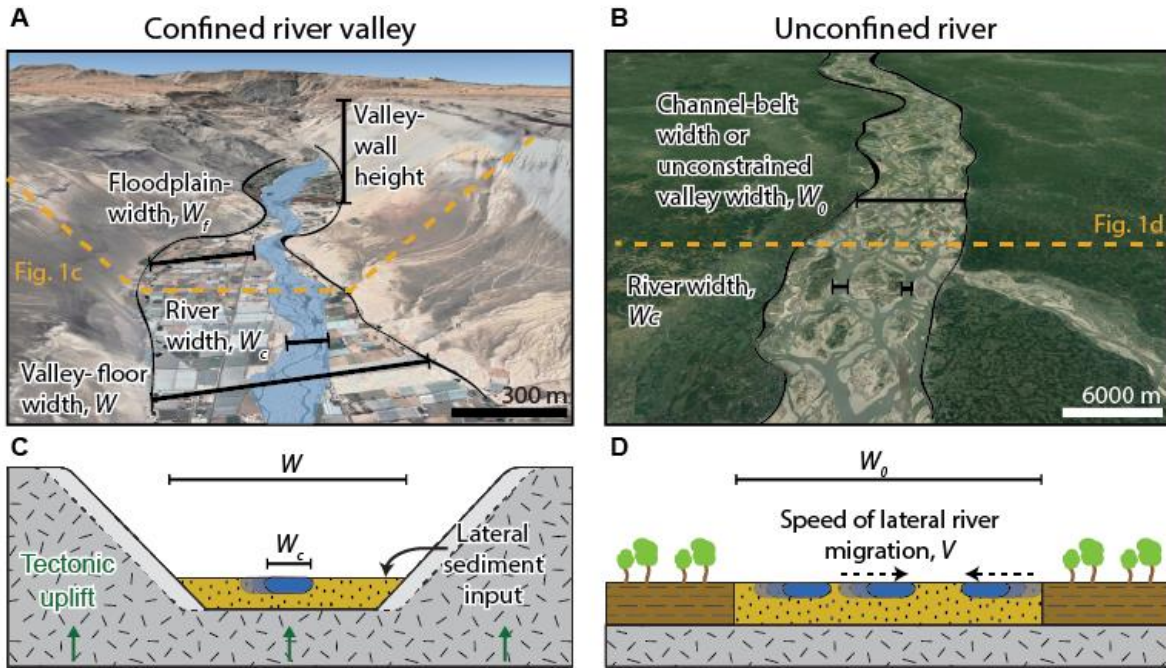 A
Confined river valley
Valley-
wall
height
Floodplain-
width, W_f
Fig. 1c
River
width, W_c
Valley- floor
width, W
300 m
B
Unconfined river
Channel-belt
width or
unconstrained
valley width, W_0
Fig. 1d
River width,
Wc
6000 m
C
W
W_c
Lateral
sediment
input
Tectonic
uplift
D
W_0
Speed of lateral river
migration, V